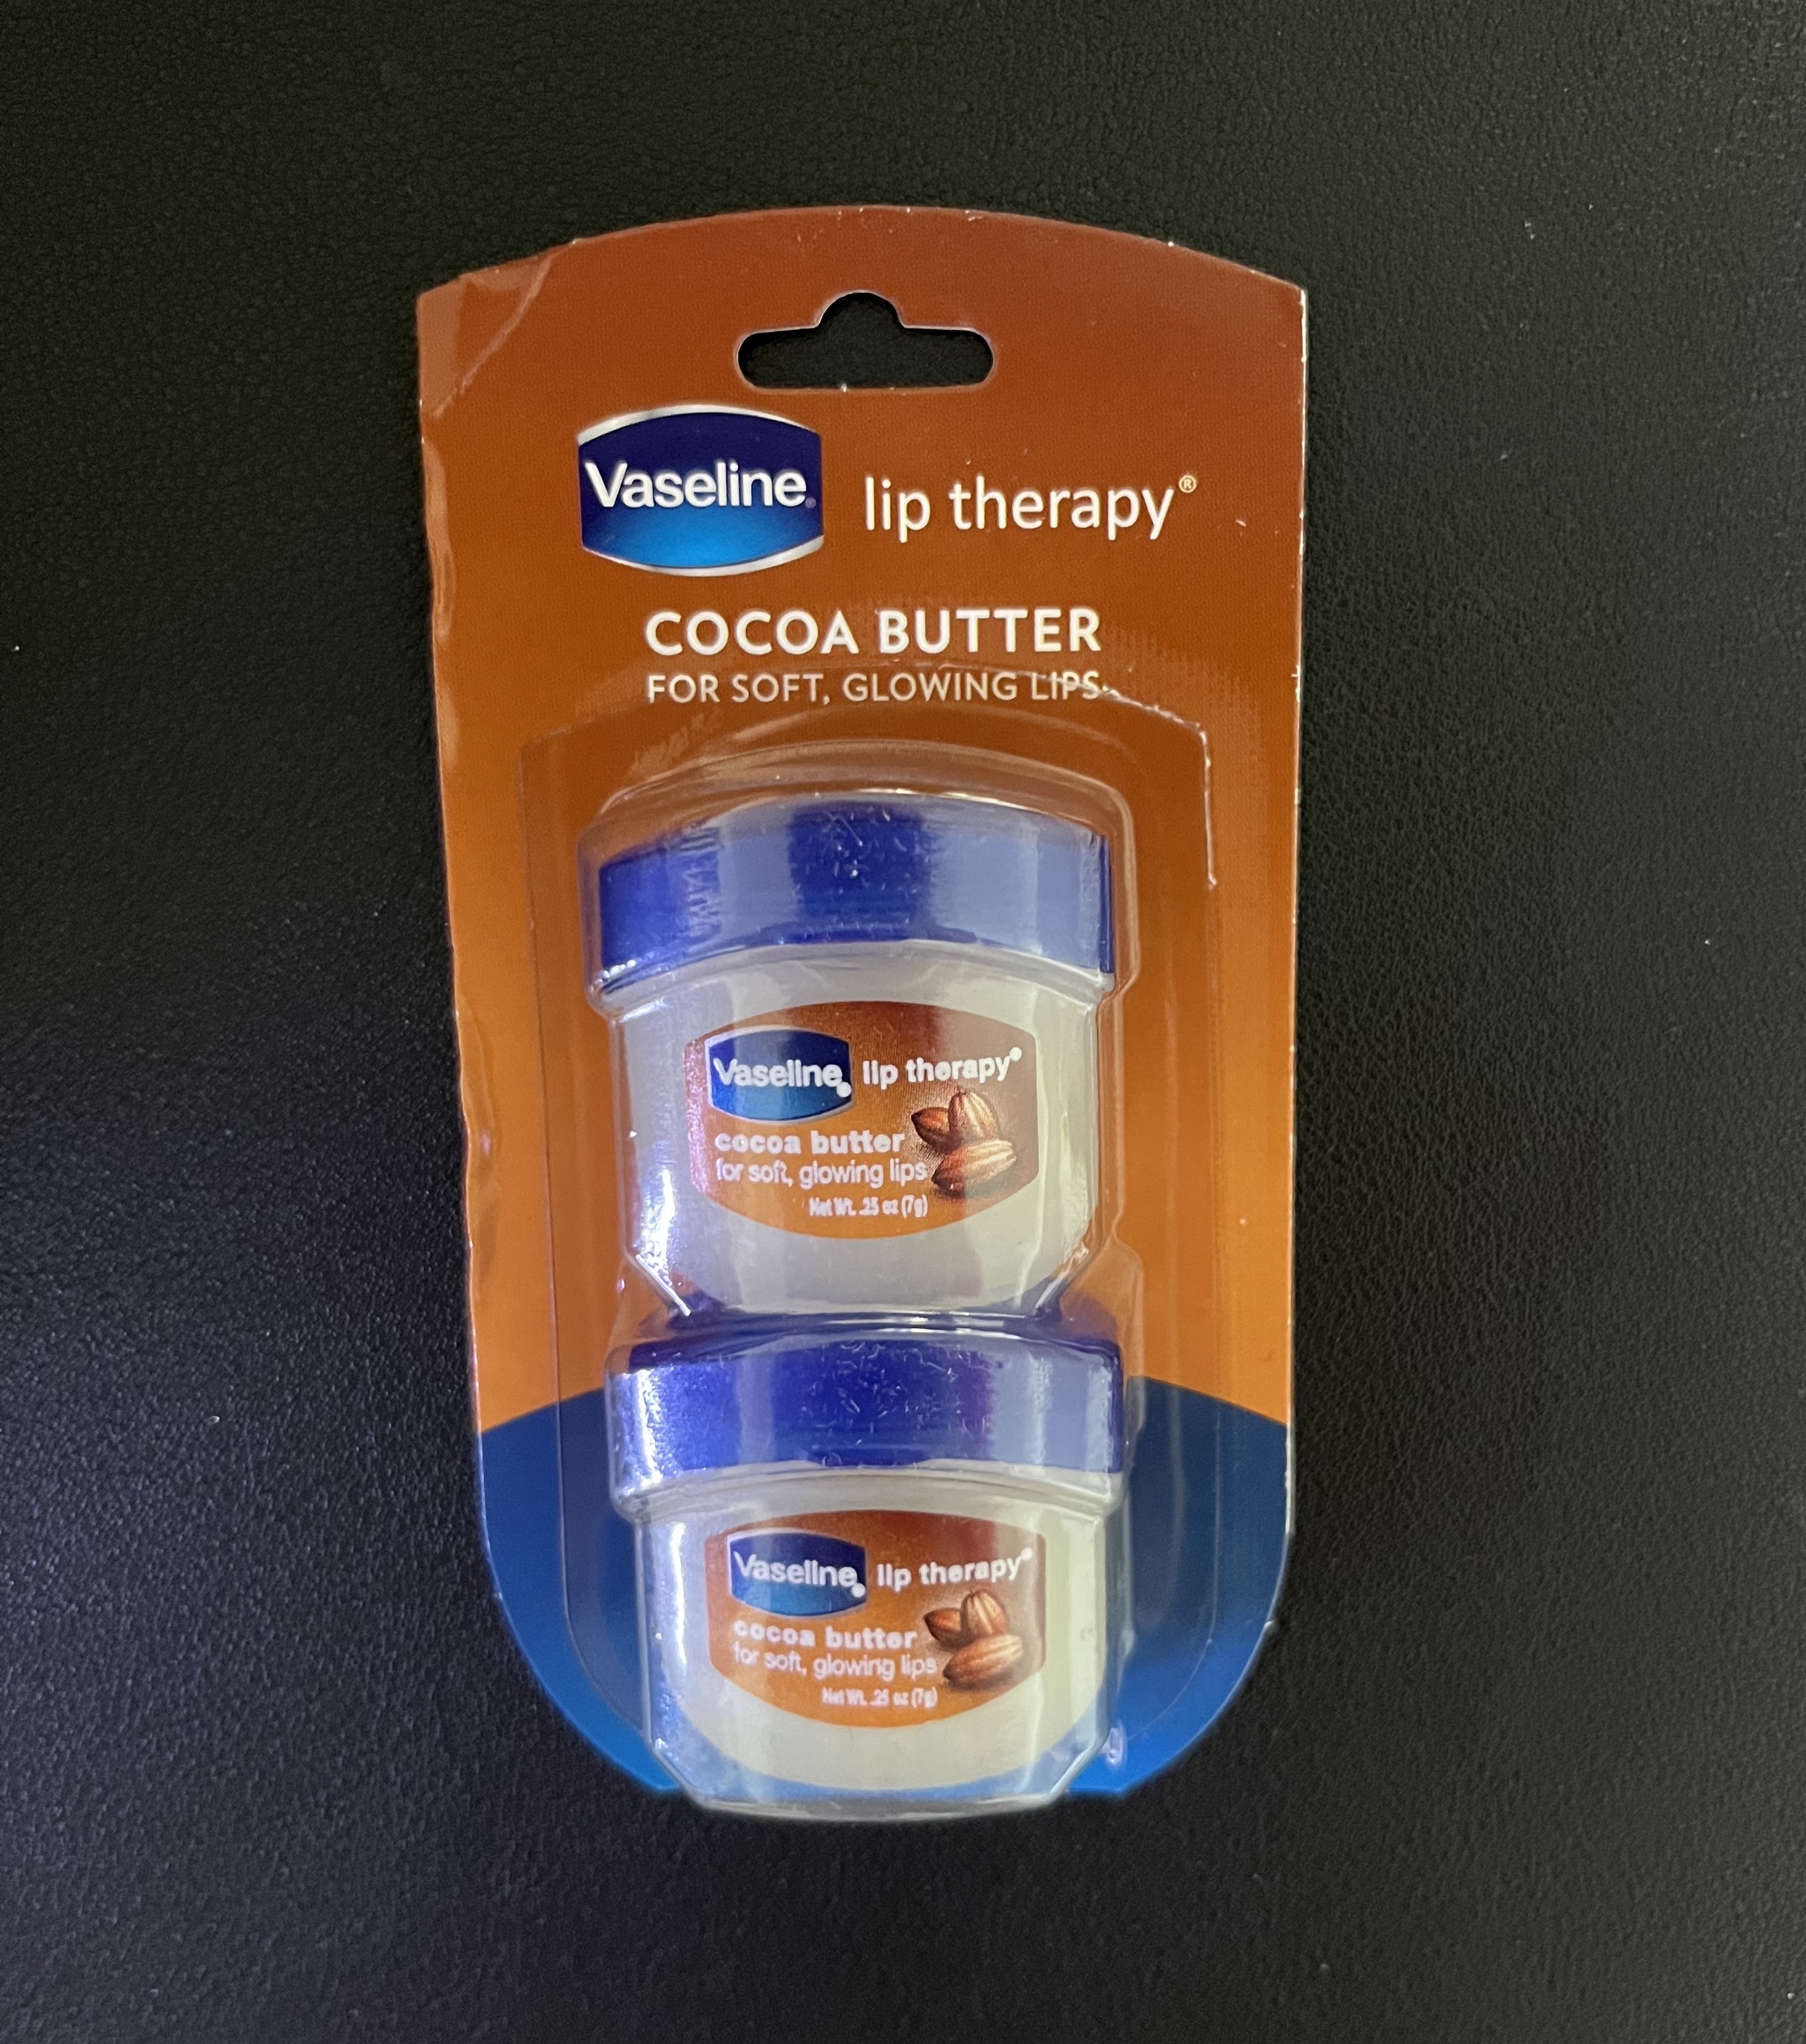 Vaseline® lip therapy®
COCOA BUTTER
FOR SOFT, GLOWING LIPS
Vaseline® lip therapy®
cocoa butter
for soft, glowing lips
Net Wt. .25 oz (7g)
Vaseline® lip therapy®
cocoa butter
for soft, glowing lips
Net Wt. .25 oz (7g)